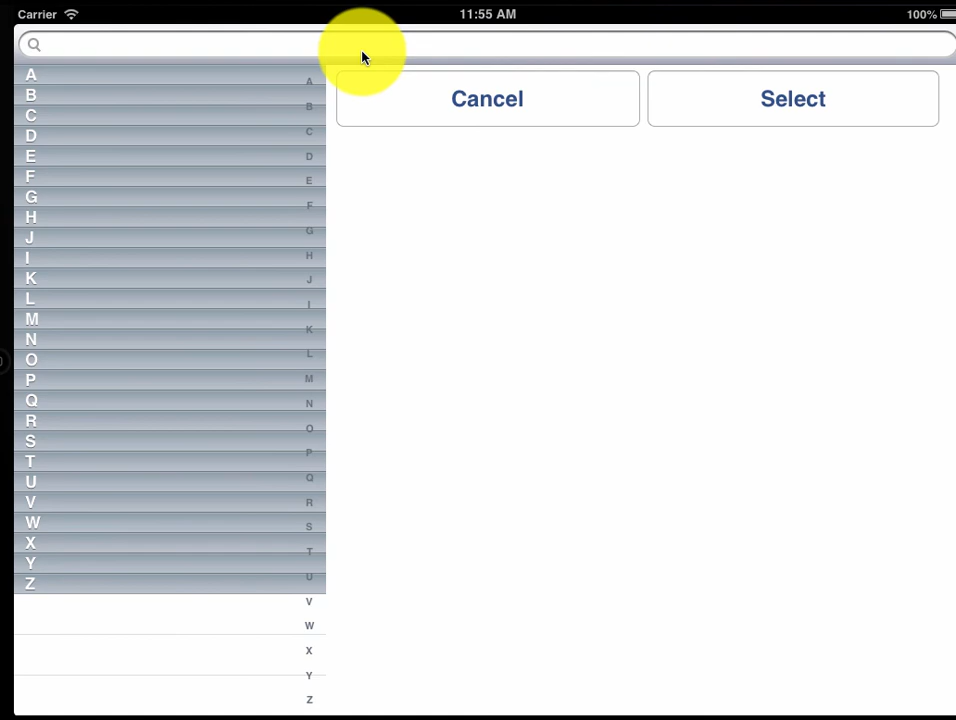 Carrier 11:55 AM 100%
Cancel Select
A
B
C
D
E
F
G
H
J
I
K
L
M
N
O
P
Q
R
S
T
U
V
W
X
Y
Z
A
B
C
D
E
F
G
H
J
I
K
L
M
N
O
P
Q
R
S
T
U
V
W
X
Y
Z